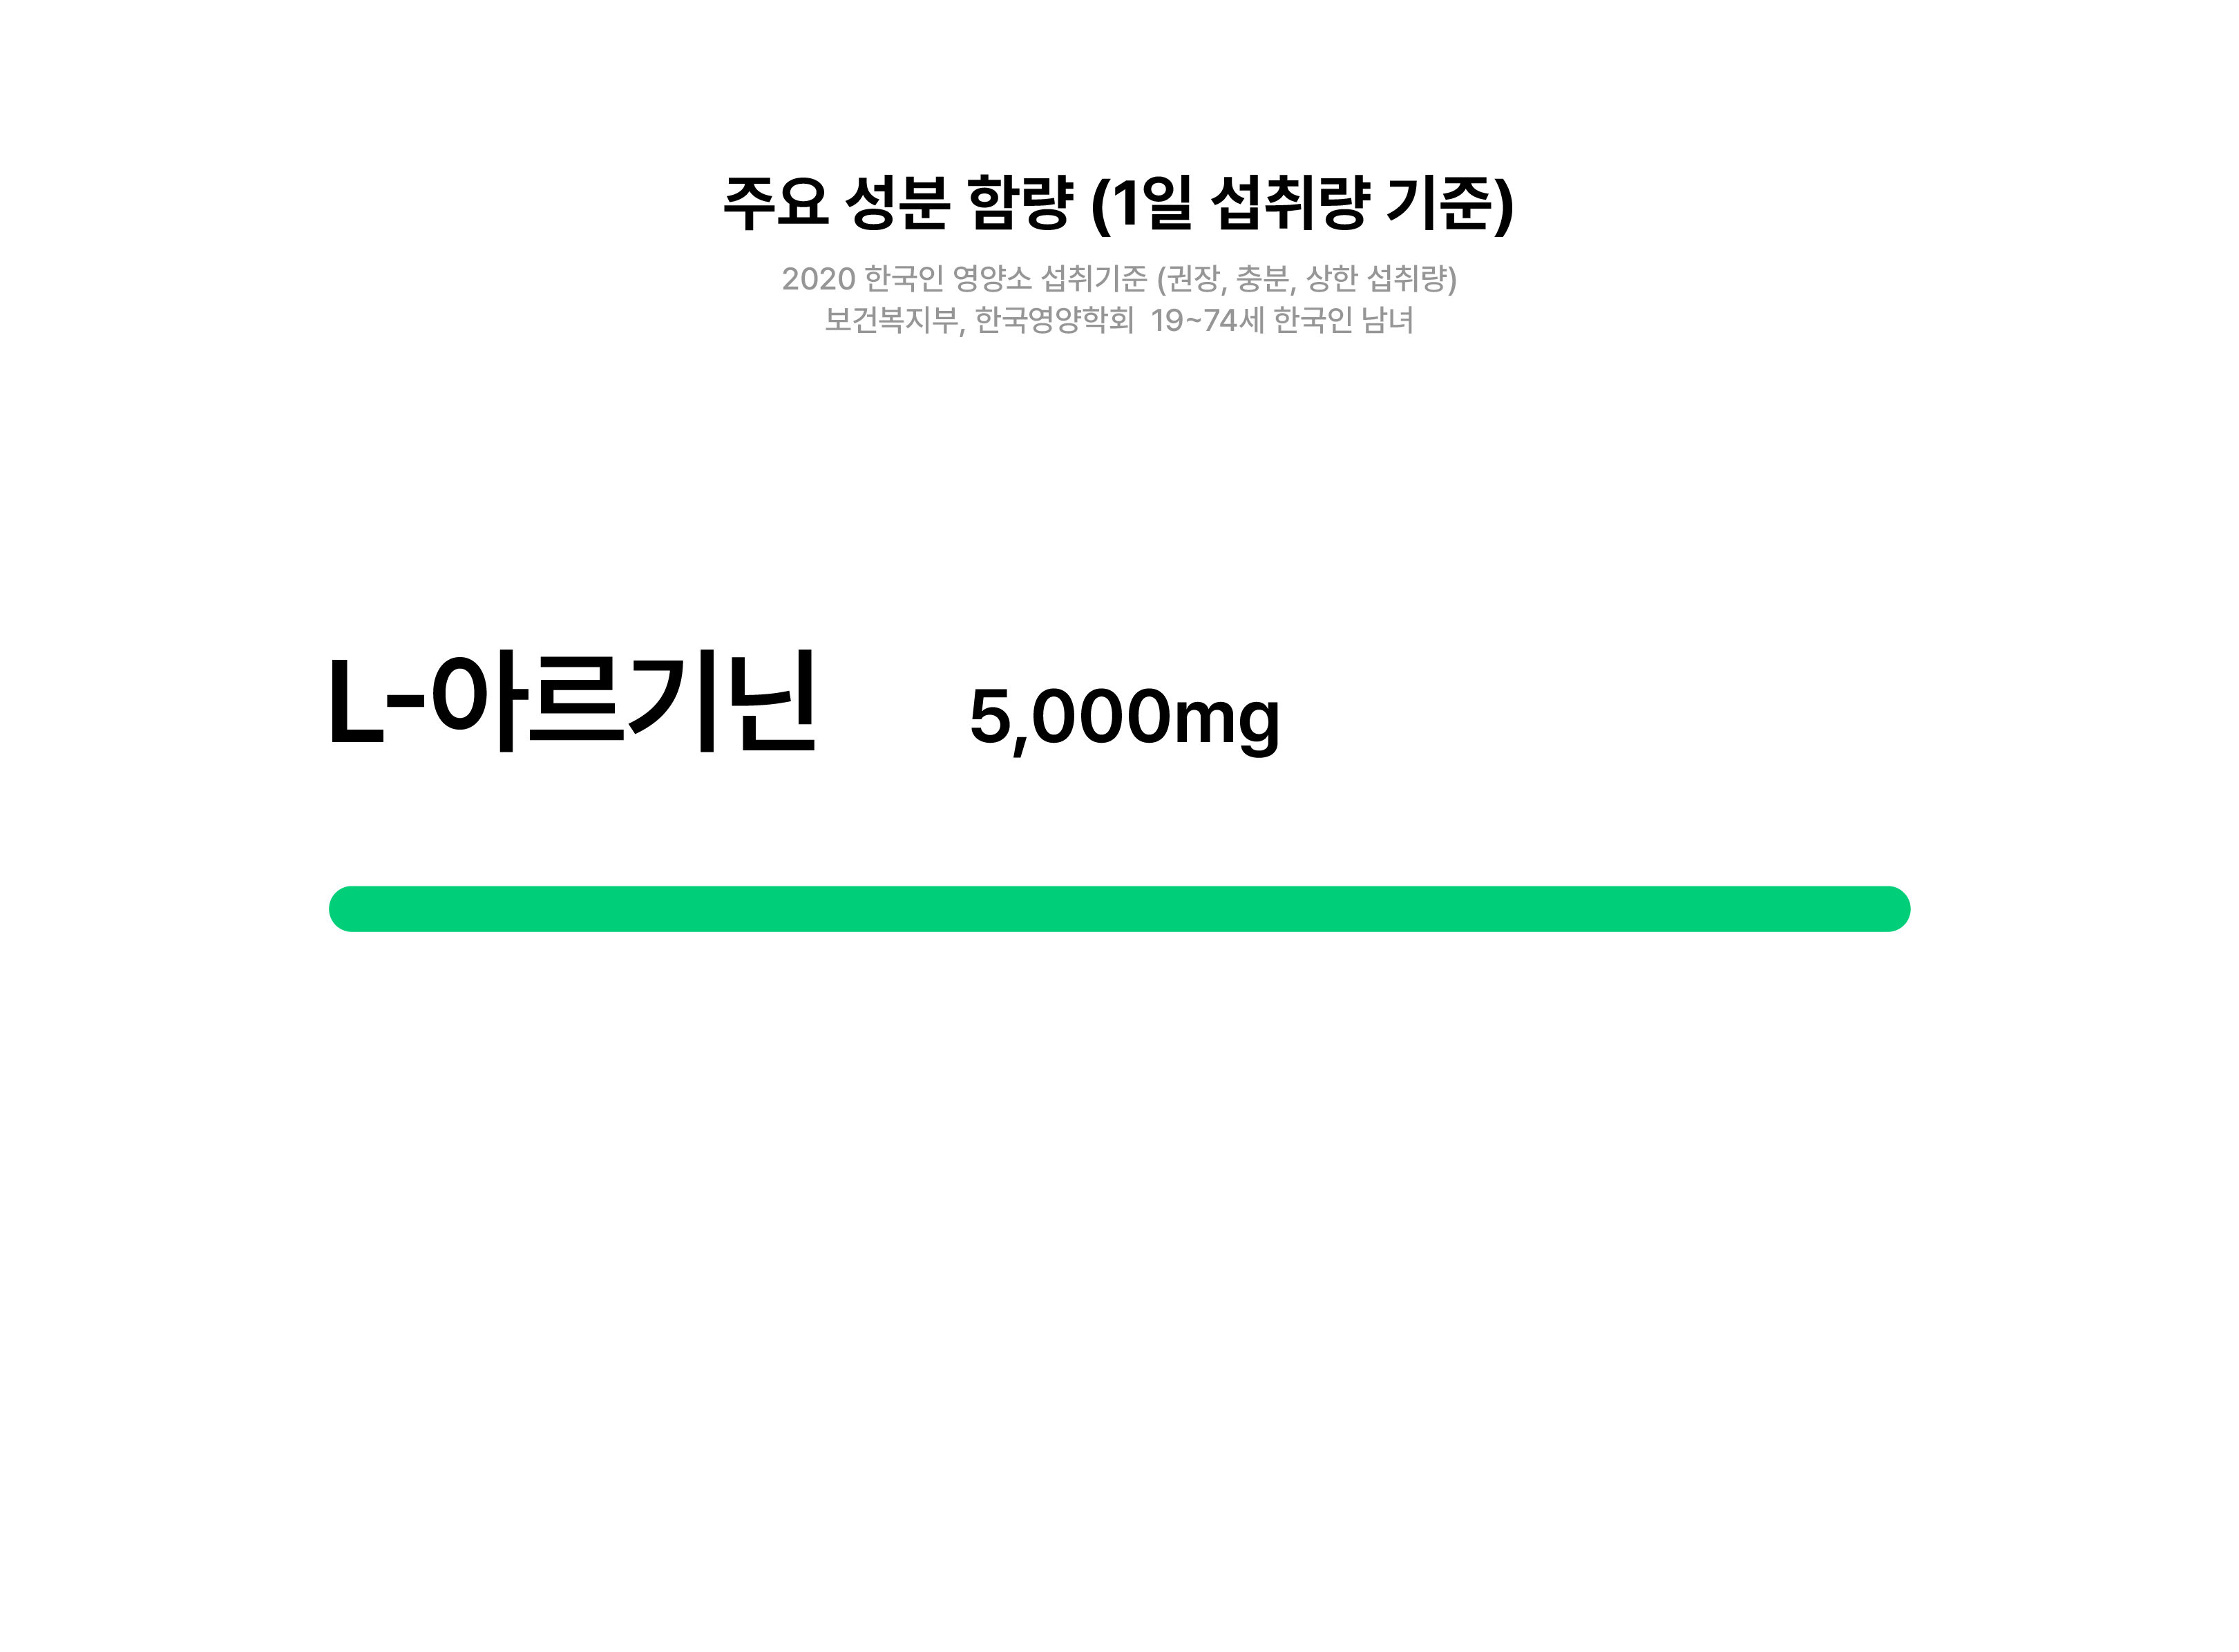 주요 성분 함량 (1일 섭취량 기준)
2020 한국인 영양소 섭취기준 (권장, 충분, 상한 섭취량)
보건복지부, 한국영양학회 19~74세 한국인 남녀
L-아르기닌 5,000mg